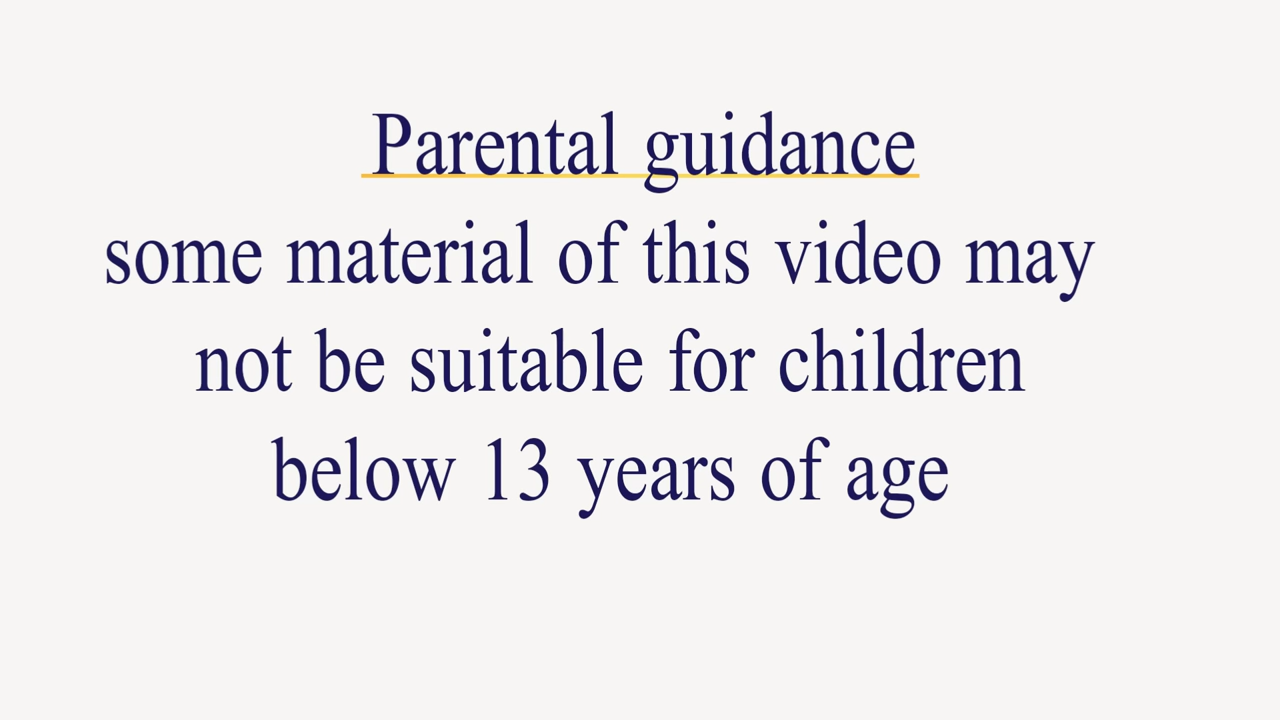 Parental guidance
some material of this video may
not be suitable for children
below 13 years of age